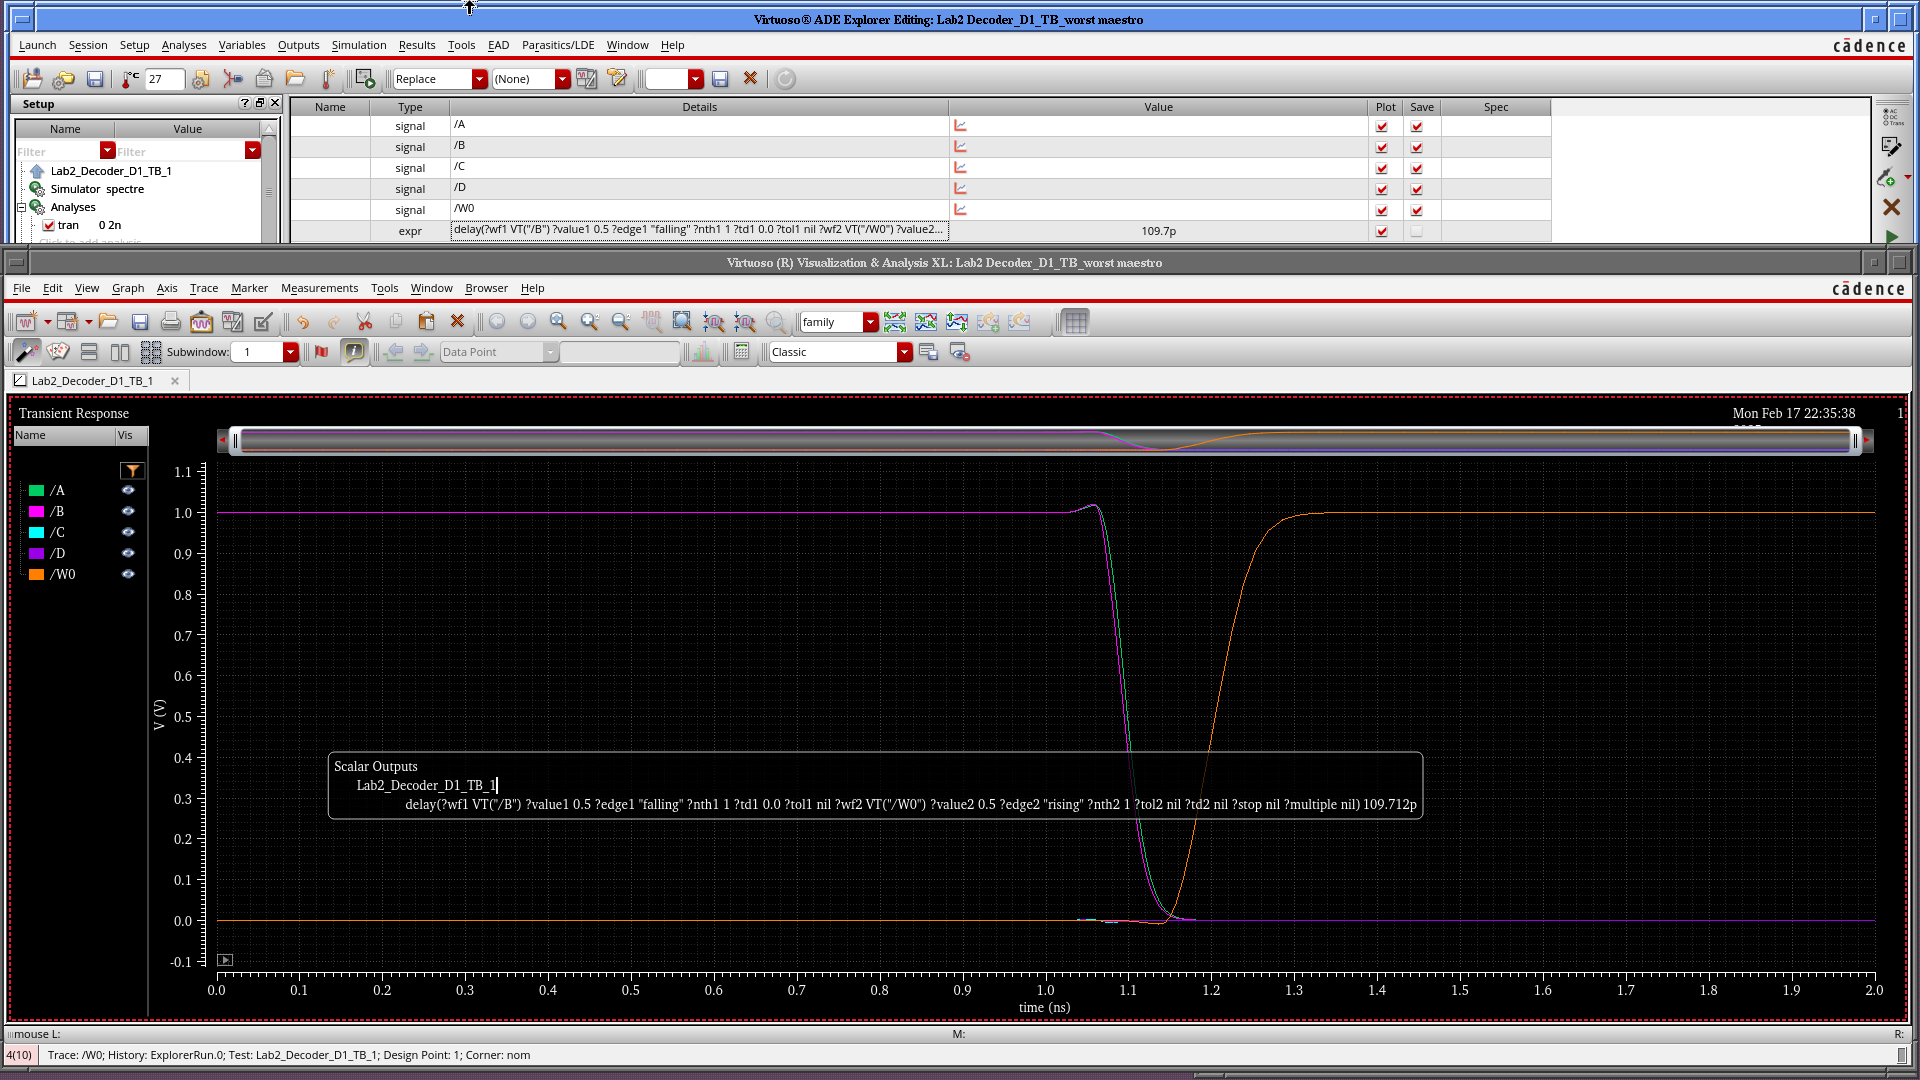 Virtuoso® ADE Explorer Editing: Lab2 Decoder_D1_TB_worst maestro
Launch Session Setup Analyses Variables Outputs Simulation Results Tools EAD Parasitics/LDE Window Help
cādence
27 Replace (None)
Setup
Name Value
Filter Filter
Lab2_Decoder_D1_TB_1
Simulator spectre
Analyses
tran 0 2n
Click to add analysis
Name Type Details Value Plot Save Spec
signal /A
signal /B
signal /C
signal /D
signal /W0
expr delay(?wf1 VT("/B") ?value1 0.5 ?edge1 "falling" ?nth1 1 ?td1 0.0 ?tol1 nil ?wf2 VT("/W0") ?value2... 109.7p
AC
DC
Trans
Virtuoso (R) Visualization & Analysis XL: Lab2 Decoder_D1_TB_worst maestro
File Edit View Graph Axis Trace Marker Measurements Tools Window Browser Help
cādence
family
Subwindow: 1 Data Point Classic
Lab2_Decoder_D1_TB_1
Transient Response
Mon Feb 17 22:35:38 1
Name Vis
/A
/B
/C
/D
/W0
V (V)
1.1
1.0
0.9
0.8
0.7
0.6
0.5
0.4
0.3
0.2
0.1
0.0
-0.1
Scalar Outputs
Lab2_Decoder_D1_TB_1
delay(?wf1 VT("/B") ?value1 0.5 ?edge1 "falling" ?nth1 1 ?td1 0.0 ?tol1 nil ?wf2 VT("/W0") ?value2 0.5 ?edge2 "rising" ?nth2 1 ?tol2 nil ?td2 nil ?stop nil ?multiple nil) 109.712p
0.0 0.1 0.2 0.3 0.4 0.5 0.6 0.7 0.8 0.9 1.0 1.1 1.2 1.3 1.4 1.5 1.6 1.7 1.8 1.9 2.0
time (ns)
mouse L: M: R:
4(10) Trace: /W0; History: ExplorerRun.0; Test: Lab2_Decoder_D1_TB_1; Design Point: 1; Corner: nom